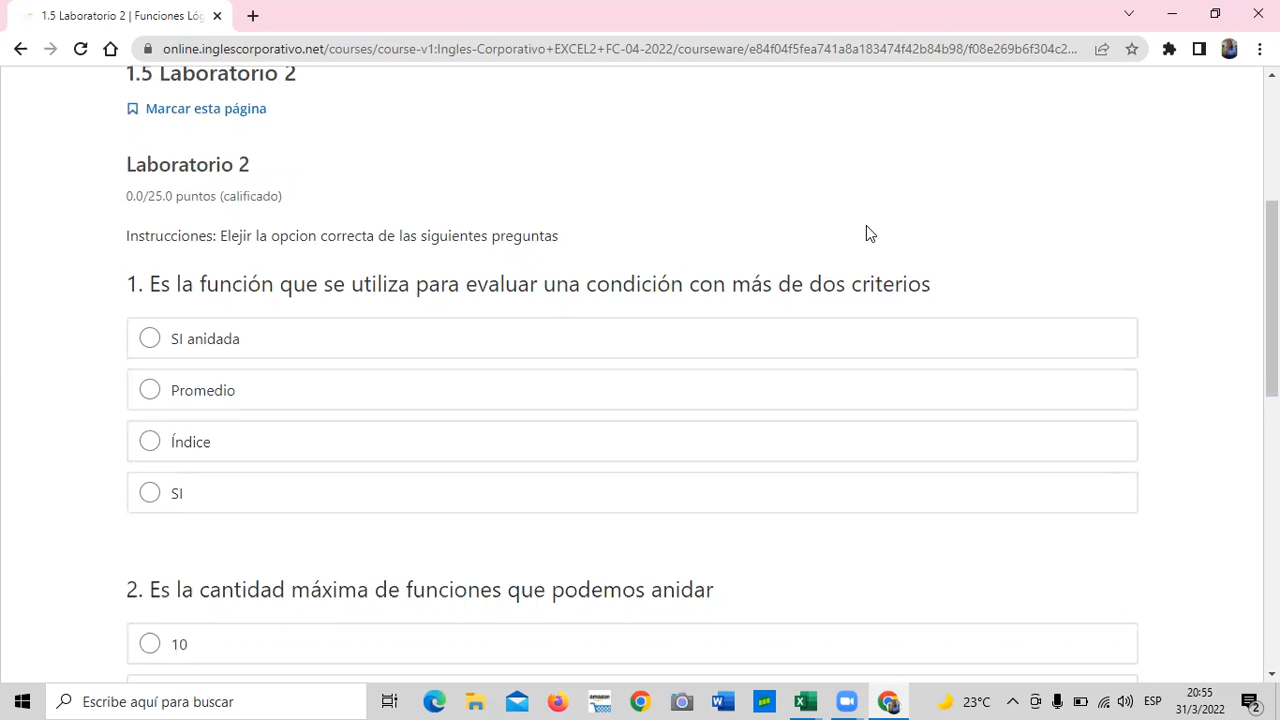 1.5 Laboratorio 2 | Funciones Lóg
online.inglescorporativo.net/courses/course-v1:Ingles-Corporativo+EXCEL2+FC-04-2022/courseware/e84f04f5fea741a8a183474f42b84b98/f08e269b6f304c2...
1.5 Laboratorio 2
Marcar esta página
Laboratorio 2
0.0/25.0 puntos (calificado)
Instrucciones: Elejir la opcion correcta de las siguientes preguntas
1. Es la función que se utiliza para evaluar una condición con más de dos criterios
SI anidada
Promedio
Índice
SI
2. Es la cantidad máxima de funciones que podemos anidar
10
Escribe aquí para buscar
amazon
23°C
ESP
20:55
31/3/2022
2